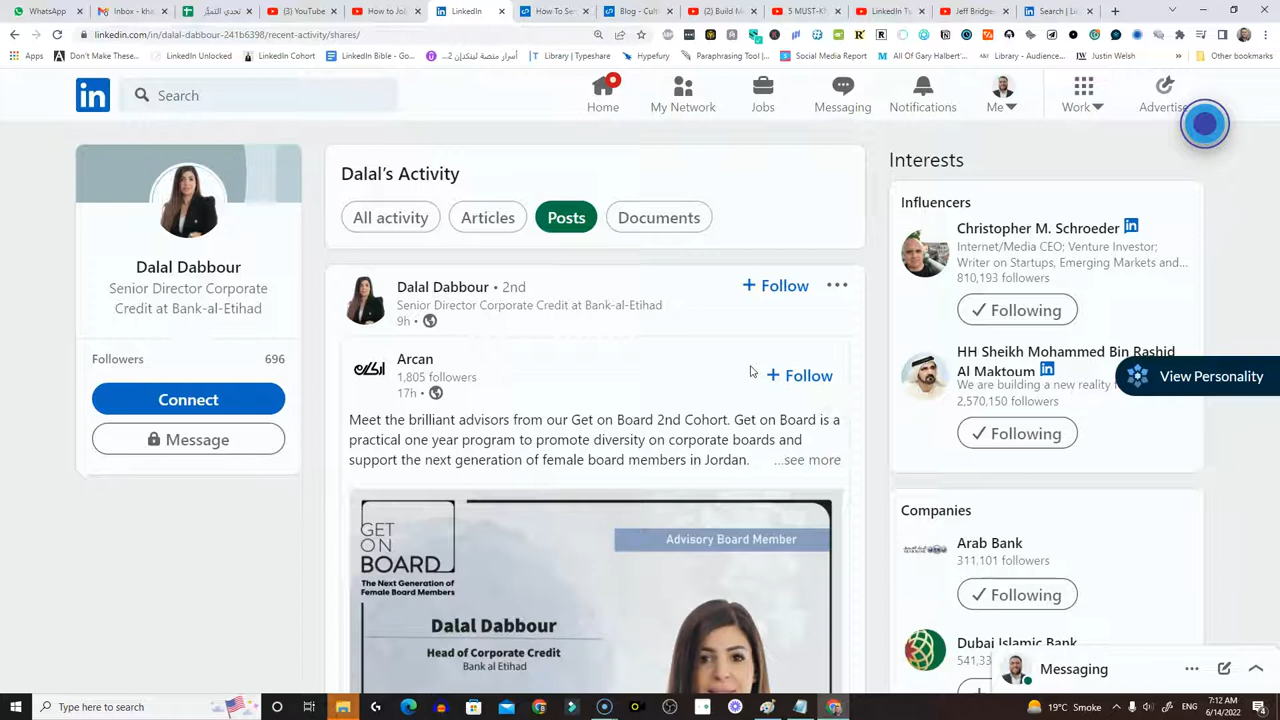 WhatsApp
Inbox - kha
تحدي التمكُّ
(3) YouTube
How to Jo
LinkedIn
How To Se
Blog - Cult
(2) Build M
5 MUST-K
LinkedIn Tu
Jeff Bridge
Search | Li
linkedin.com/in/dalal-dabbour-241b6398/recent-activity/shares/
Apps
Don't Make These...
LinkedIn Unlocked
LinkedIn Cohort
LinkedIn Bible - Go...
أسرار منصة لينكدإن 2...
Library | Typeshare
Hypefury
Paraphrasing Tool |...
Social Media Report
All Of Gary Halber'...
Library - Audience...
Justin Welsh
»
Other bookmarks
in
Search
Home
My Network
Jobs
Messaging
Notifications
Me
Work
Advertise
Dalal Dabbour
Senior Director Corporate
Credit at Bank-al-Etihad
Followers 696
Connect
Message
Dalal's Activity
All activity
Articles
Posts
Documents
Dalal Dabbour • 2nd
+ Follow
Senior Director Corporate Credit at Bank-al-Etihad
9h •
Arcan
1,805 followers
+ Follow
17h •
Meet the brilliant advisors from our Get on Board 2nd Cohort. Get on Board is a
practical one year program to promote diversity on corporate boards and
support the next generation of female board members in Jordan. ...see more
GET
ON
BOARD
The Next Generation of
Female Board Members
Advisory Board Member
Dalal Dabbour
Head of Corporate Credit
Bank al Etihad
Interests
Influencers
Christopher M. Schroeder
Internet/Media CEO; Venture Investor;
Writer on Startups, Emerging Markets and...
810,193 followers
Following
HH Sheikh Mohammed Bin Rashid
Al Maktoum
We are building a new reality f
2,570,150 followers
Following
View Personality
Companies
Arab Bank
311,101 followers
Following
Dubai Islamic Bank
541,33
Messaging
Type here to search
19°C Smoke
7:12 AM
6/14/2022